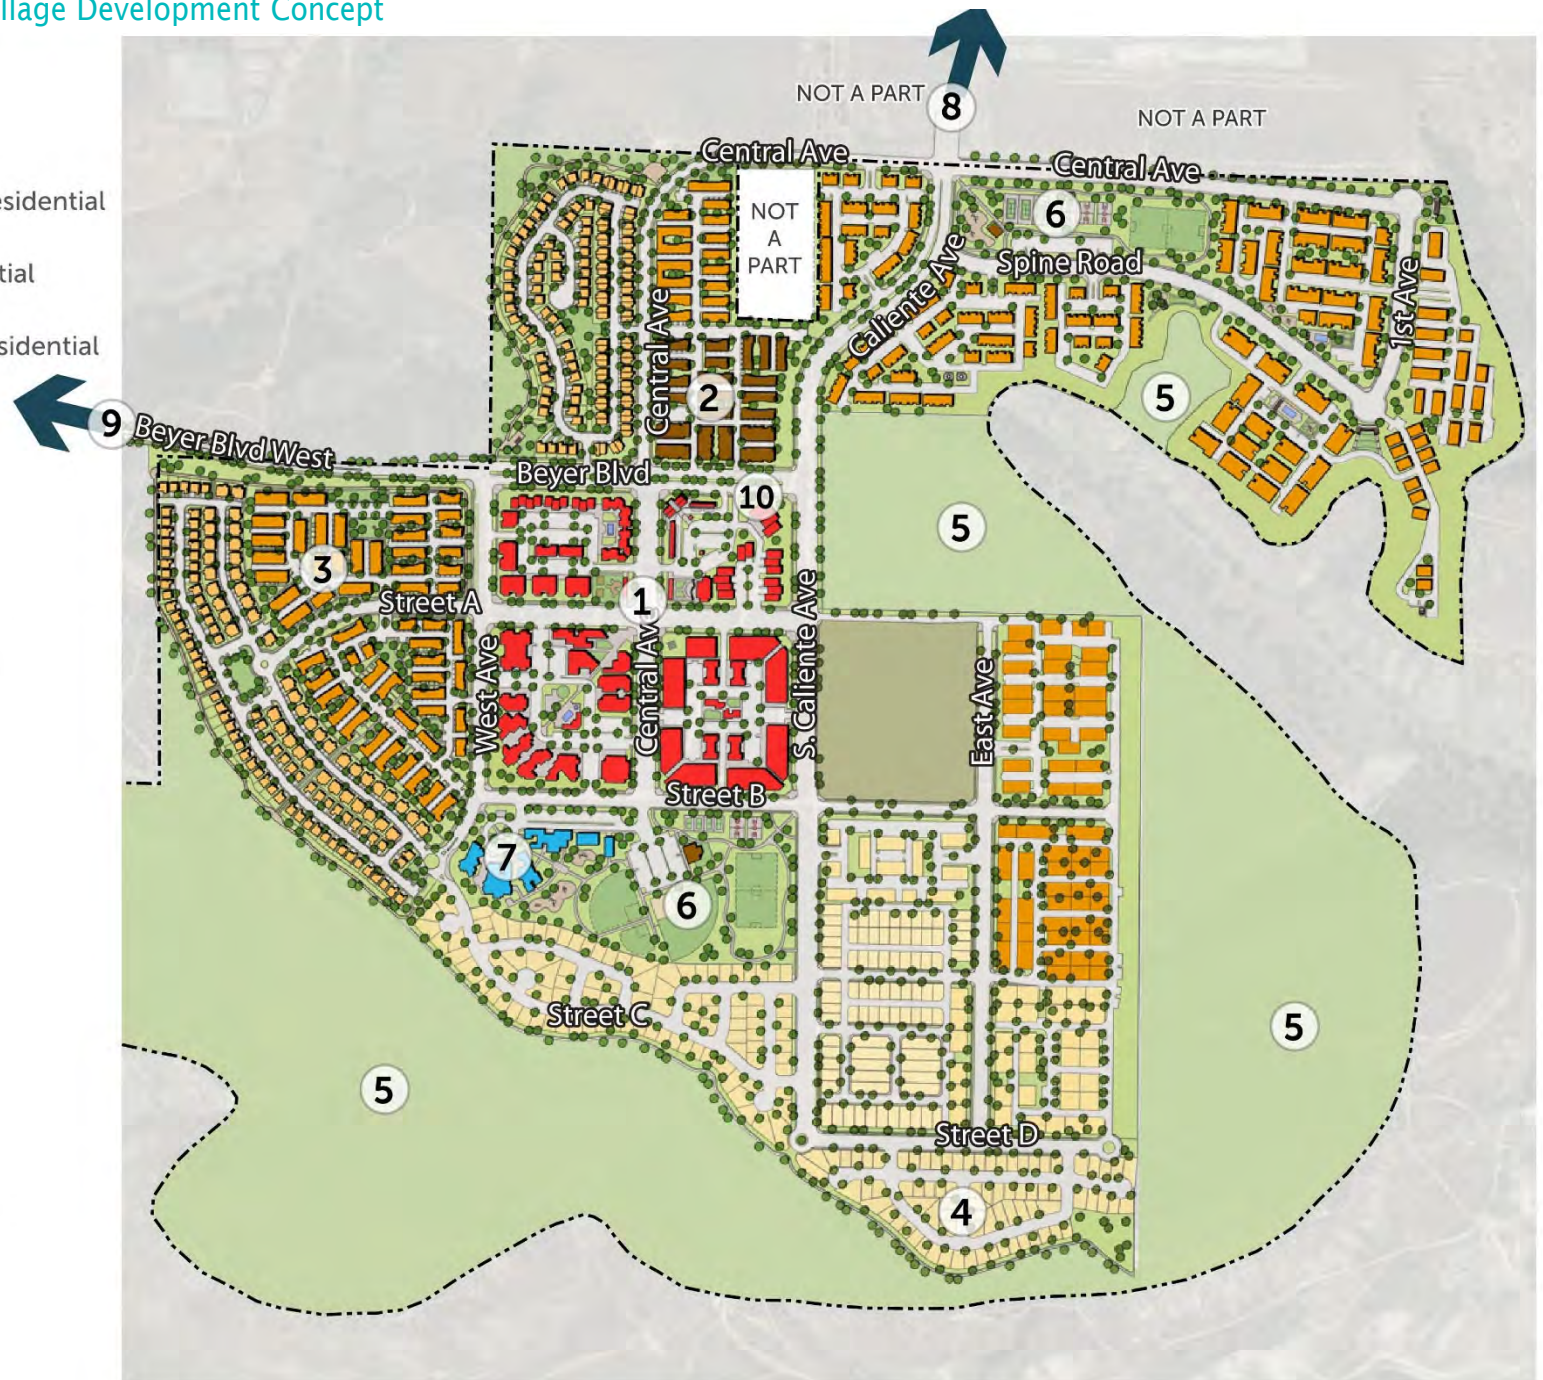 llage Development Concept
NOT A PART
8
NOT A PART
Central Ave
Central Ave
esidential
6
NOT
A
PART
Spine Road
Caliente Ave
tial
1st Ave
Central Ave
sidential
2
5
9
Beyer Blvd West
Beyer Blvd
10
5
3
Street A
1
S. Caliente Ave
West Ave
Central Ave
East Ave
Street B
7
6
Street C
5
5
Street D
4